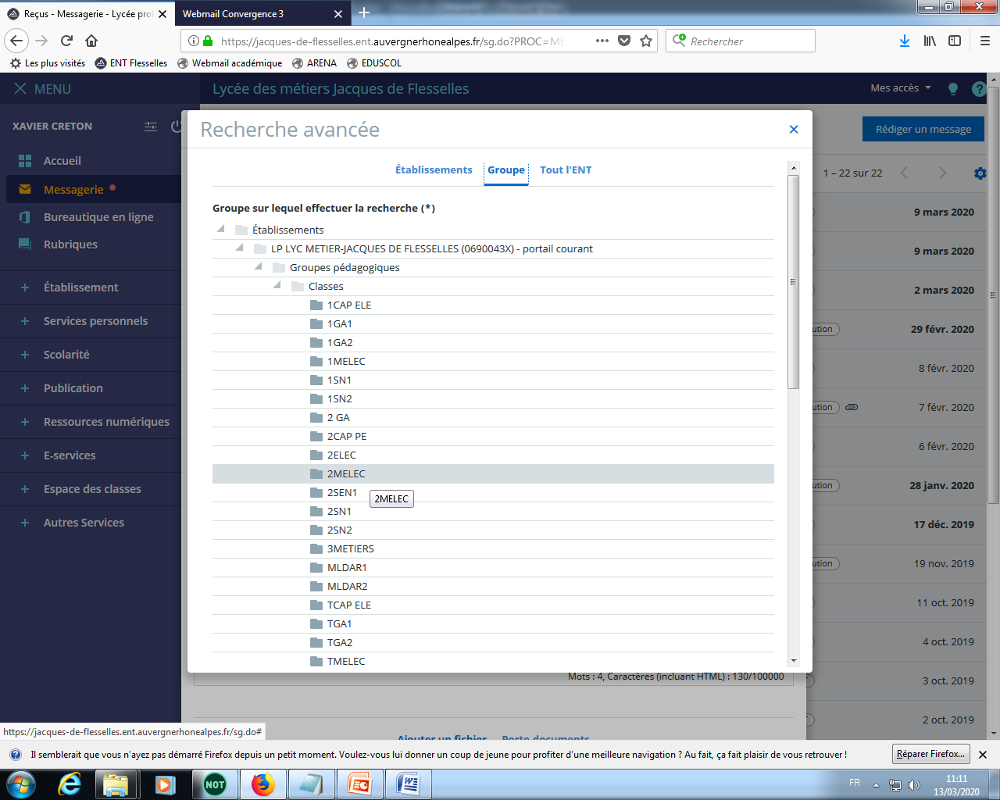 Reçus - Messagerie - Lycée prof
Webmail Convergence 3
https://jacques-de-flesselles.ent.auvergnerhonealpes.fr/sg.do?PROC=ME
Rechercher
Les plus visités
ENT Flesselles
Webmail académique
ARENA
EDUSCOL
MENU
Lycée des métiers Jacques de Flesselles
Mes accès
XAVIER CRETON
Accueil
Messagerie
Bureautique en ligne
Rubriques
Établissement
Services personnels
Scolarité
Publication
Ressources numériques
E-services
Espace des classes
Autres Services
Recherche avancée
Établissements
Groupe
Tout l'ENT
Groupe sur lequel effectuer la recherche (*)
Établissements
LP LYC METIER-JACQUES DE FLESSELLES (0690043X) - portail courant
Groupes pédagogiques
Classes
1CAP ELE
1GA1
1GA2
1MELEC
1SN1
1SN2
2 GA
2CAP PE
2ELEC
2MELEC
2SEN1
2MELEC
2SN1
2SN2
3METIERS
MLDAR1
MLDAR2
TCAP ELE
TGA1
TGA2
TMELEC
Rédiger un message
1 – 22 sur 22
9 mars 2020
9 mars 2020
2 mars 2020
ution
29 févr. 2020
8 févr. 2020
ution
7 févr. 2020
6 févr. 2020
ution
28 janv. 2020
17 déc. 2019
ution
19 nov. 2019
11 oct. 2019
4 oct. 2019
3 oct. 2019
2 oct. 2019
Mots : 4, Caractères (incluant HTML) : 130/100000
Ajouter un fichier
Porte documents
https://jacques-de-flesselles.ent.auvergnerhonealpes.fr/sg.do#
Il semblerait que vous n'ayez pas démarré Firefox depuis un petit moment. Voulez-vous lui donner un coup de jeune pour profiter d'une meilleure navigation ? Au fait, ça fait plaisir de vous retrouver !
Réparer Firefox...
NOT
FR
11:11
13/03/2020